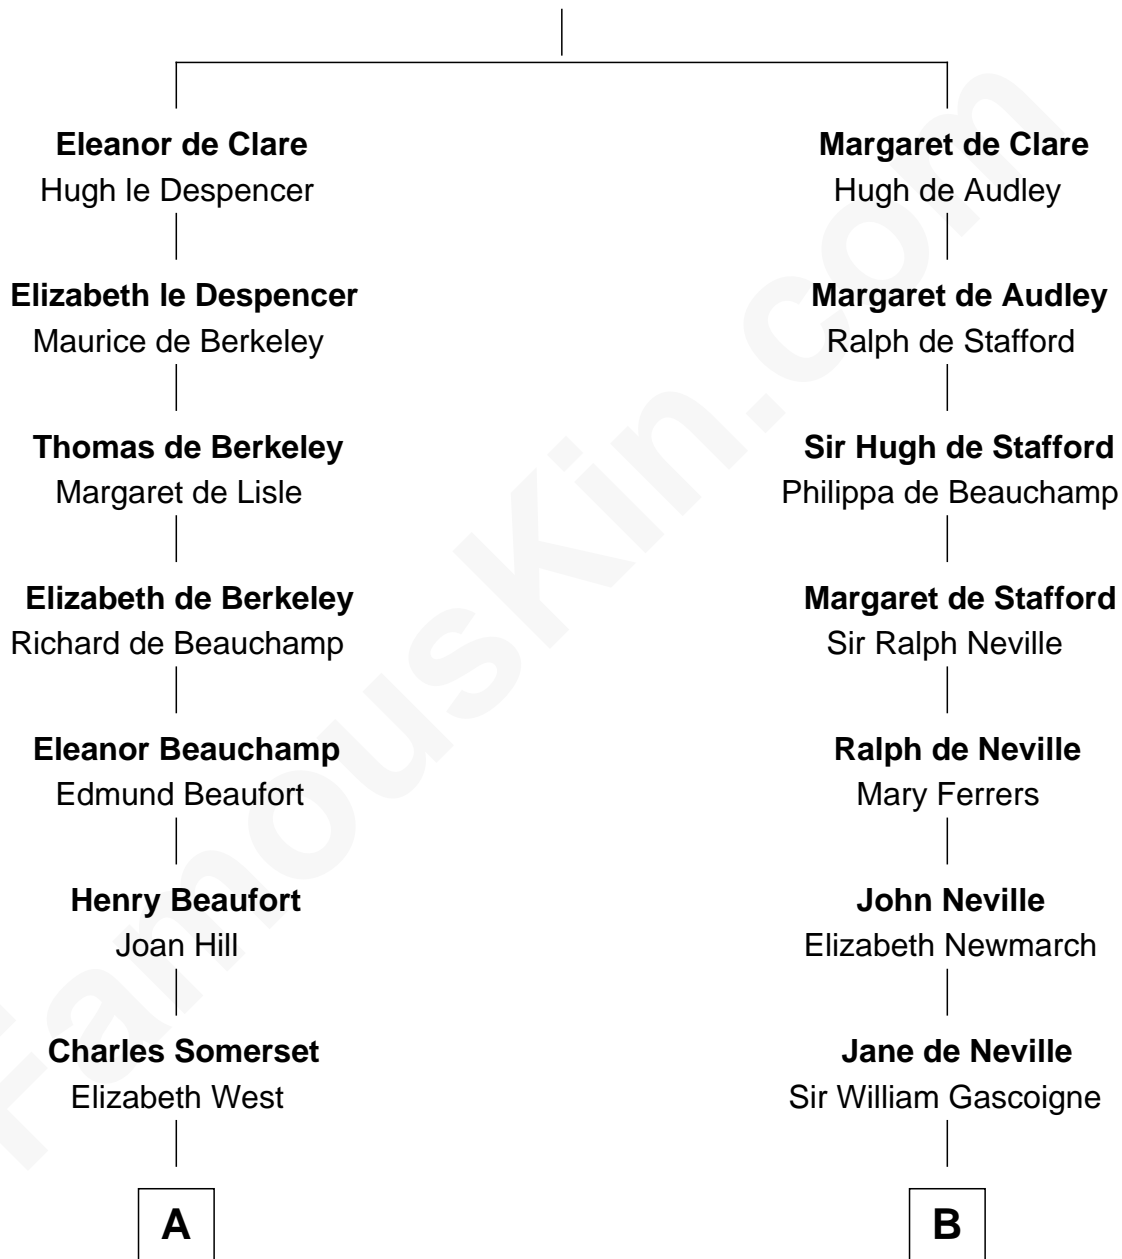 Eleanor de Clare
Hugh le Despencer
Elizabeth le Despencer
Maurice de Berkeley
Thomas de Berkeley
Margaret de Lisle
Elizabeth de Berkeley
Richard de Beauchamp
Eleanor Beauchamp
Edmund Beaufort
Henry Beaufort
Joan Hill
Charles Somerset
Elizabeth West
A
Margaret de Clare
Hugh de Audley
Margaret de Audley
Ralph de Stafford
Sir Hugh de Stafford
Philippa de Beauchamp
Margaret de Stafford
Sir Ralph Neville
Ralph de Neville
Mary Ferrers
John Neville
Elizabeth Newmarch
Jane de Neville
Sir William Gascoigne
B
FamousKin.com